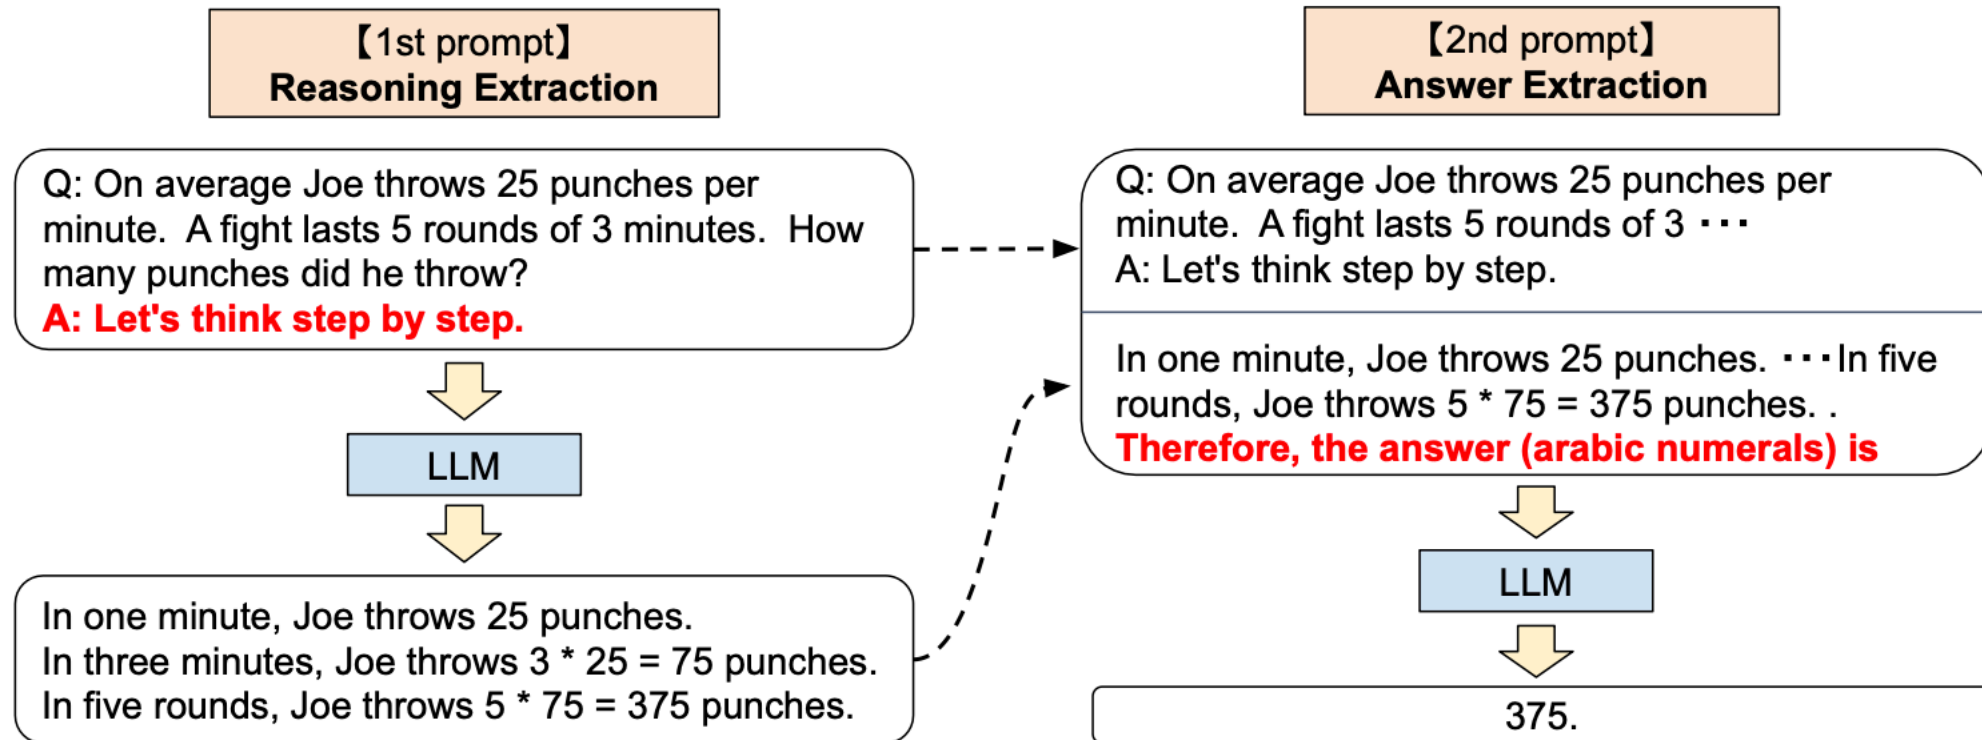 【1st prompt】
Reasoning Extraction
Q: On average Joe throws 25 punches per
minute.  A fight lasts 5 rounds of 3 minutes.  How
many punches did he throw?
A: Let's think step by step.
LLM
In one minute, Joe throws 25 punches.
In three minutes, Joe throws 3 * 25 = 75 punches.
In five rounds, Joe throws 5 * 75 = 375 punches.
【2nd prompt】
Answer Extraction
Q: On average Joe throws 25 punches per
minute.  A fight lasts 5 rounds of 3 ···
A: Let's think step by step.
In one minute, Joe throws 25 punches. ···In five
rounds, Joe throws 5 * 75 = 375 punches. .
Therefore, the answer (arabic numerals) is
LLM
375.